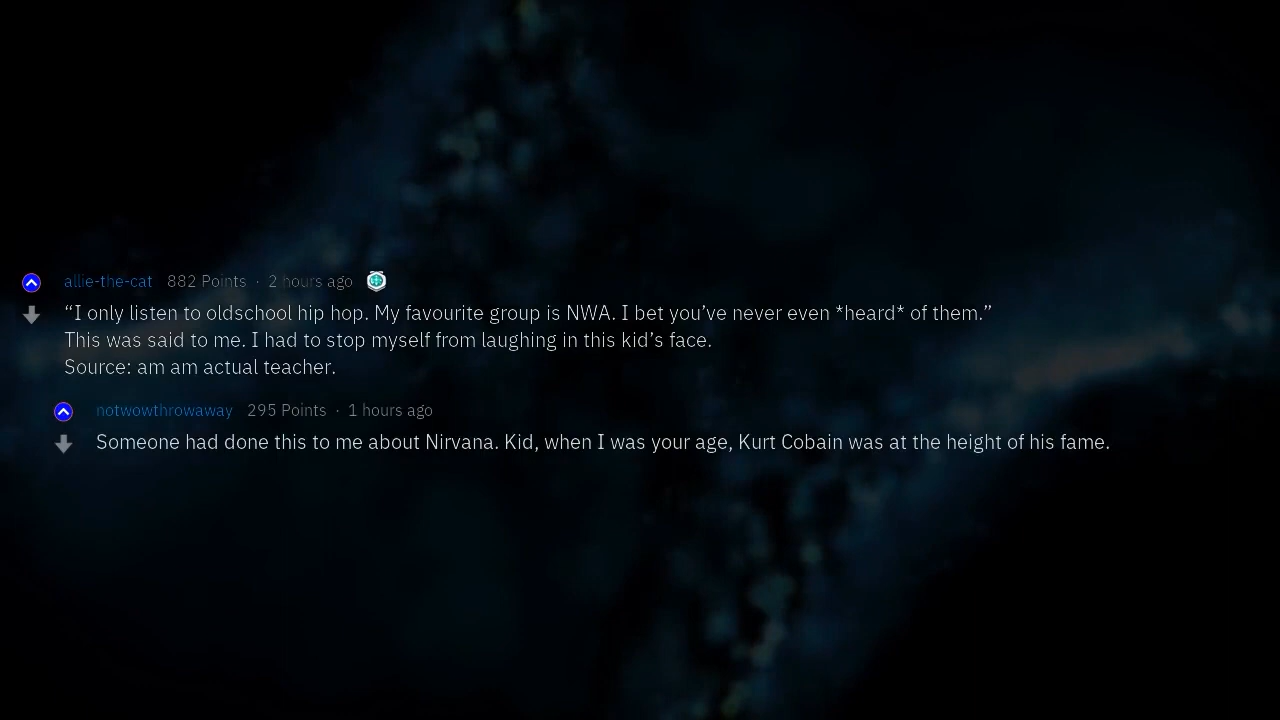 allie-the-cat 882 Points · 2 hours ago
“I only listen to oldschool hip hop. My favourite group is NWA. I bet you’ve never even *heard* of them.”
This was said to me. I had to stop myself from laughing in this kid’s face.
Source: am am actual teacher.
notwowthrowaway 295 Points · 1 hours ago
Someone had done this to me about Nirvana. Kid, when I was your age, Kurt Cobain was at the height of his fame.